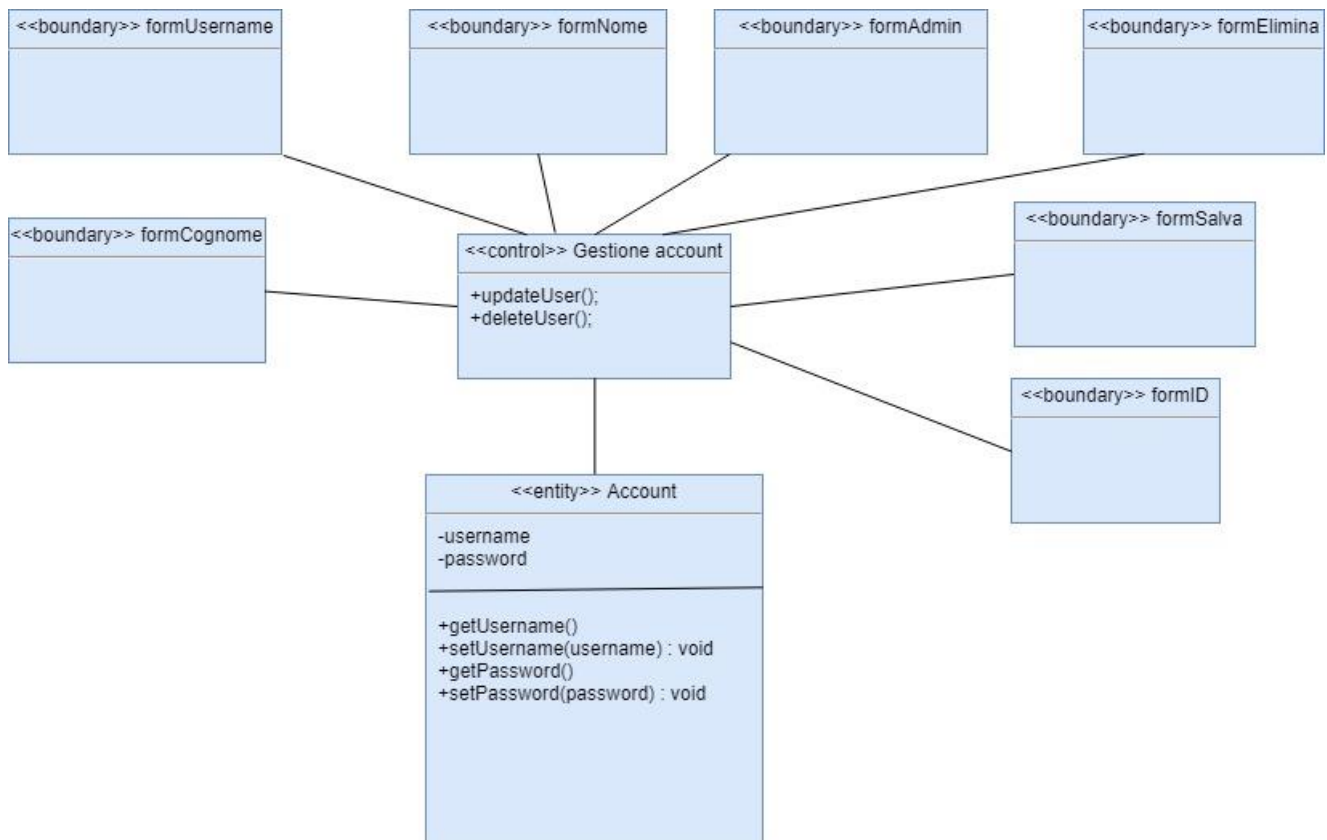 <<boundary>> formUsername
<<boundary>> formNome
<<boundary>> formAdmin
<<boundary>> formElimina
<<boundary>> formCognome
<<control>> Gestione account
+updateUser();
+deleteUser();
<<boundary>> formSalva
<<boundary>> formID
<<entity>> Account
-username
-password
+getUsername()
+setUsername(username) : void
+getPassword()
+setPassword(password) : void